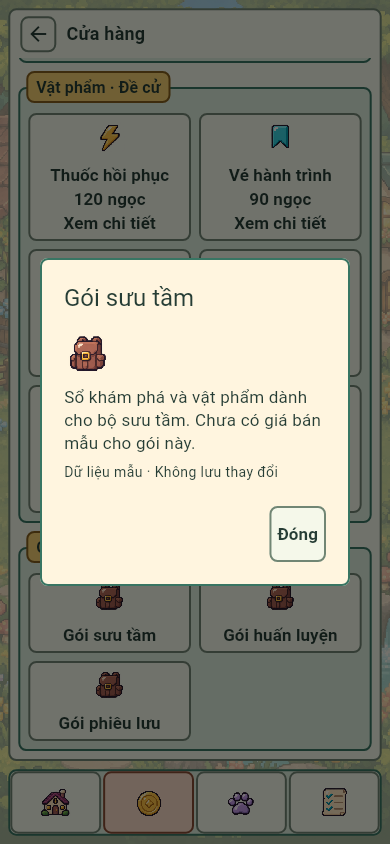 Cửa hàng
Vật phẩm · Đề cử
Thuốc hồi phục
120 ngọc
Xem chi tiết
Vé hành trình
90 ngọc
Xem chi tiết
Gói sưu tầm
Sổ khám phá và vật phẩm dành
cho bộ sưu tầm. Chưa có giá bán
mẫu cho gói này.
Dữ liệu mẫu · Không lưu thay đổi
Đóng
Gói sưu tầm
Gói huấn luyện
Gói phiêu lưu